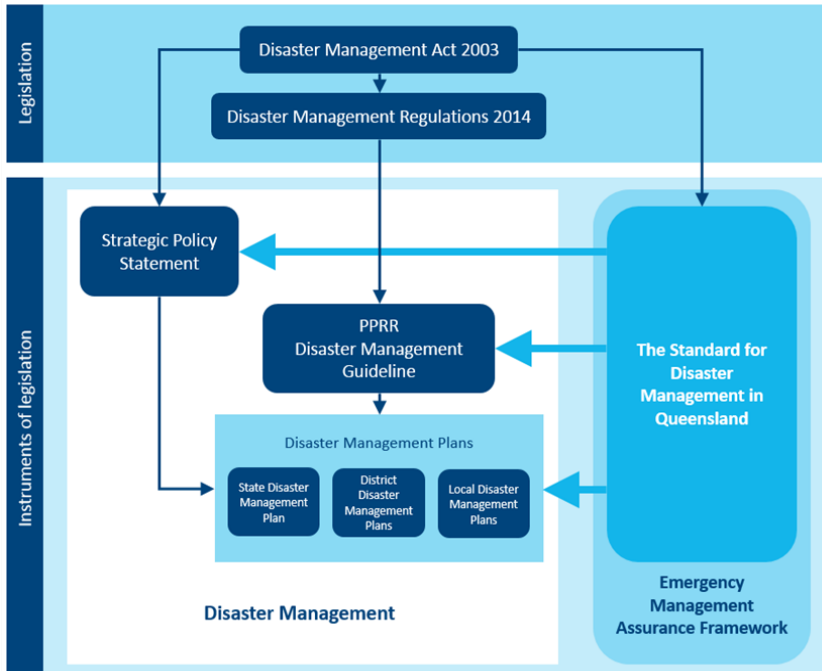 Legislation
Disaster Management Act 2003
Disaster Management Regulations 2014
Instruments of legislation
Strategic Policy
Statement
PPRR
Disaster Management
Guideline
The Standard for
Disaster
Management in
Queensland
Disaster Management Plans
State Disaster
Management
Plan
District
Disaster
Management
Plans
Local Disaster
Management
Plans
Disaster Management
Emergency
Management
Assurance Framework